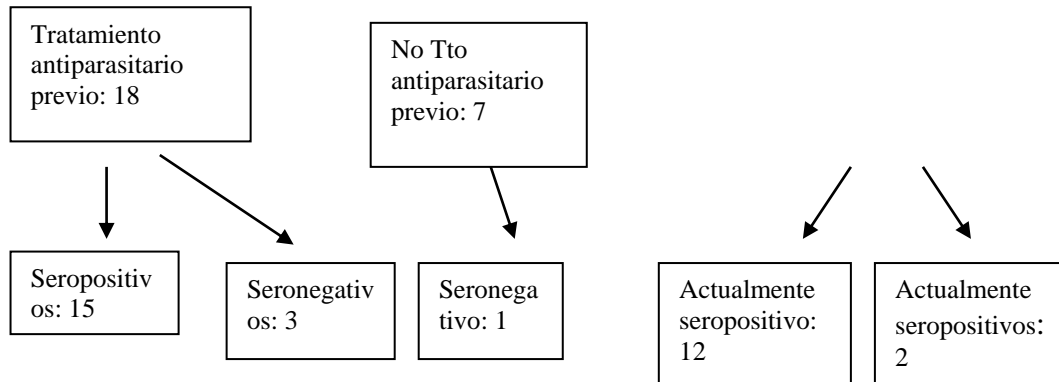 Tratamiento
antiparasitario
previo: 18
No Tto
antiparasitario
previo: 7
Seropositiv
os: 15
Seronegativ
os: 3
Seronega
tivo: 1
Actualmente
seropositivo:
12
Actualmente
seropositivos:
2